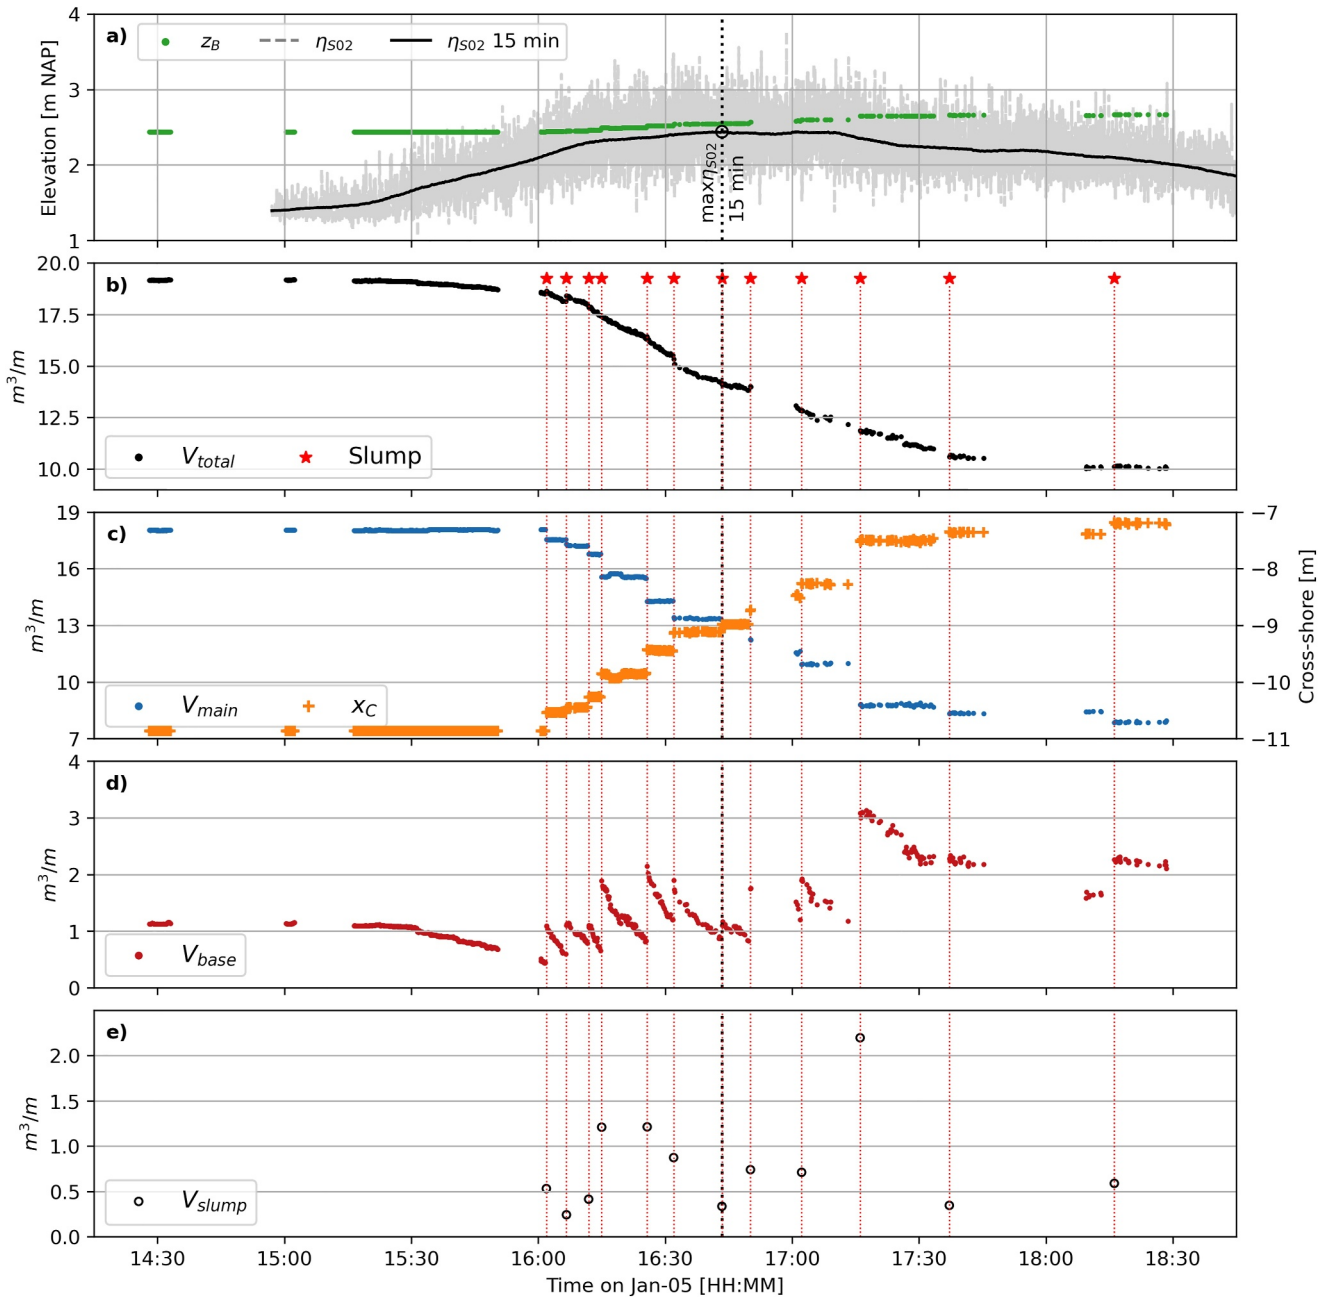 a)
z_B
η_S02
η_S02 15 min
Elevation [m NAP]
4
3
2
1
maxη_S02
15 min
b)
20.0
17.5
15.0
12.5
10.0
m³/m
V_total
Slump
c)
19
16
13
10
7
m³/m
V_main
x_C
−7
−8
−9
−10
−11
Cross-shore [m]
d)
4
3
2
1
0
m³/m
V_base
e)
2.0
1.5
1.0
0.5
0.0
m³/m
V_slump
14:30 15:00 15:30 16:00 16:30 17:00 17:30 18:00 18:30
Time on Jan-05 [HH:MM]